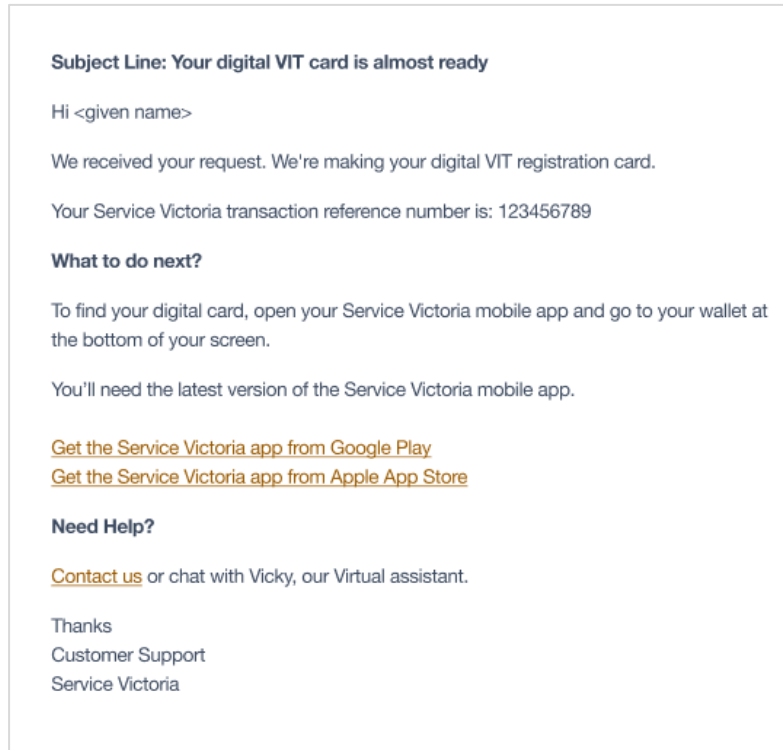 Subject Line: Your digital VIT card is almost ready
Hi <given name>
We received your request. We're making your digital VIT registration card.
Your Service Victoria transaction reference number is: 123456789
What to do next?
To find your digital card, open your Service Victoria mobile app and go to your wallet at
the bottom of your screen.
You’ll need the latest version of the Service Victoria mobile app.
Get the Service Victoria app from Google Play
Get the Service Victoria app from Apple App Store
Need Help?
Contact us or chat with Vicky, our Virtual assistant.
Thanks
Customer Support
Service Victoria